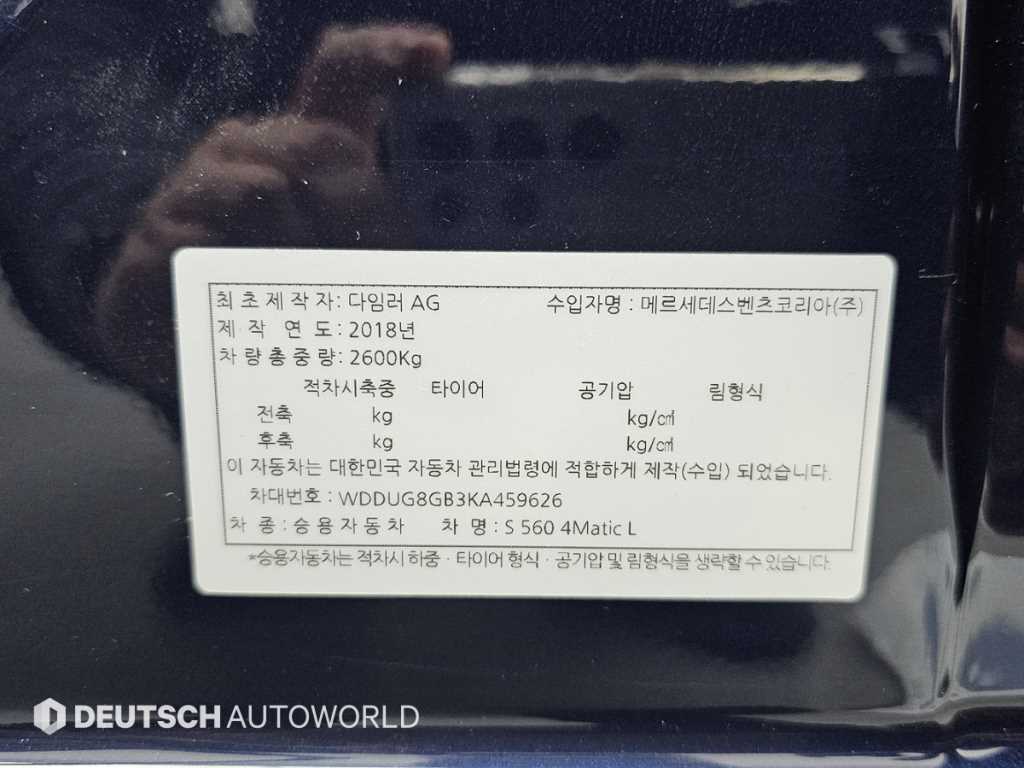 최초제작자: 다임러 AG 수입자명 : 메르세데스벤츠코리아(주)
제작 연도: 2018년
차량총중량: 2600Kg
적차시축중 타이어 공기압 림형식
전축 kg kg/㎠
후축 kg kg/㎠
이 자동차는 대한민국 자동차 관리법령에 적합하게 제작(수입) 되었습니다.
차대번호 : WDDUG8GB3KA459626
차 종 : 승용자동차 차 명 : S 560 4Matic L
*승용자동차는 적차시 하중 · 타이어 형식 · 공기압 및 림형식을 생략할 수 있습니다.
DEUTSCH AUTOWORLD